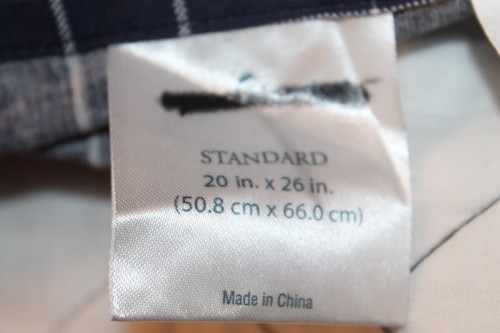 STANDARD
20 in. x 26 in.
(50.8 cm x 66.0 cm)
Made in China